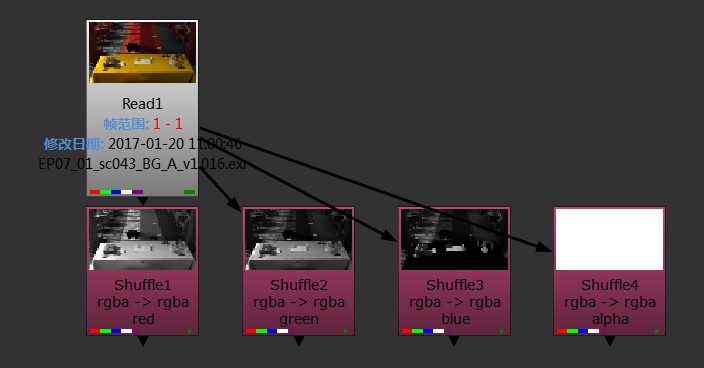 Read1
帧范围: 1 - 1
修改日期: 2017-01-20 11:00:46
EP07_01_sc043_BG_A_v1.016.exr
Shuffle1
rgba -> rgba
red
Shuffle2
rgba -> rgba
green
Shuffle3
rgba -> rgba
blue
Shuffle4
rgba -> rgba
alpha